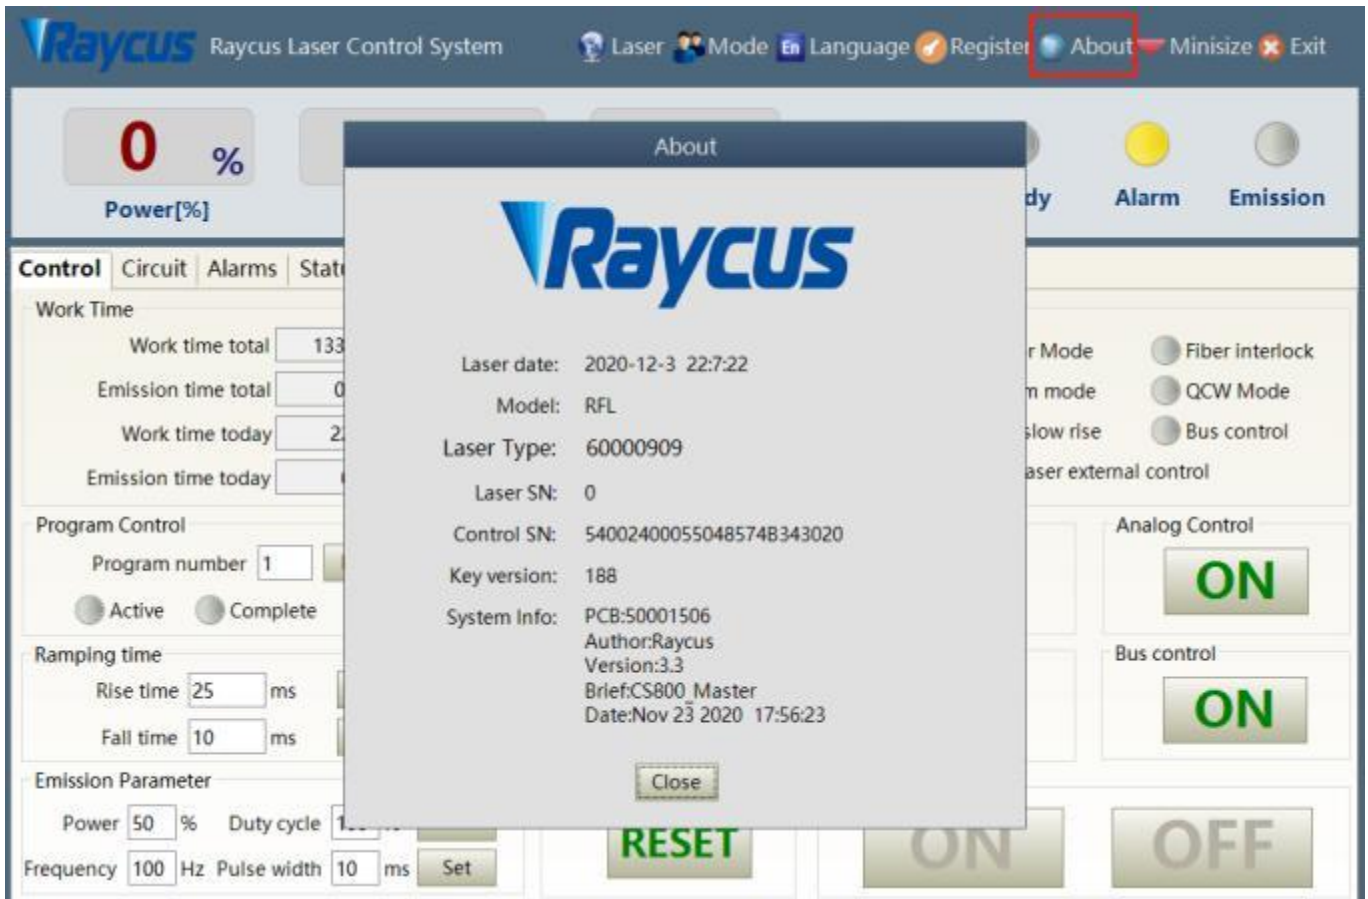 Raycus Raycus Laser Control System Laser Mode En Language Register About Minisize Exit
0 %
Power[%]
Alarm Emission
About
Raycus
Control Circuit Alarms
Work Time
Work time total 133
Emission time total 0
Work time today
Emission time today
Mode Fiber interlock
mode QCW Mode
slow rise Bus control
external control
Laser date: 2020-12-3 22:7:22
Model: RFL
Laser Type: 60000909
Laser SN: 0
Control SN: 54002400055048574B343020
Key version: 188
System Info: PCB:50001506
Author:Raycus
Version:3.3
Brief:CS800_Master
Date:Nov 23 2020 17:56:23
Close
Program Control
Program number 1
Active Complete
Analog Control
ON
Ramping time
Rise time 25 ms
Fall time 10 ms
Bus control
ON
Emission Parameter
Power 50 % Duty cycle
Frequency 100 Hz Pulse width 10 ms Set
RESET
ON
OFF